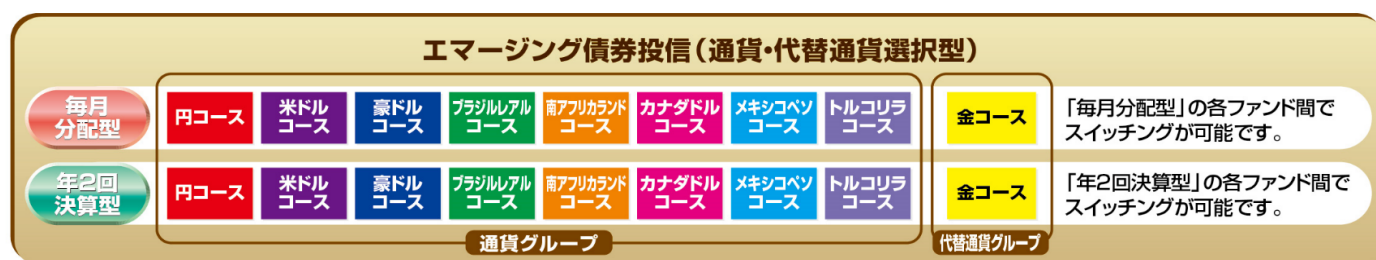 エマージング債券投信(通貨・代替通貨選択型)
毎月
分配型
円コース
米ドル
コース
豪ドル
コース
ブラジルレアル
コース
南アフリカランド
コース
カナダドル
コース
メキシコペソ
コース
トルコリラ
コース
金コース
「毎月分配型」の各ファンド間で
スイッチングが可能です。
年2回
決算型
円コース
米ドル
コース
豪ドル
コース
ブラジルレアル
コース
南アフリカランド
コース
カナダドル
コース
メキシコペソ
コース
トルコリラ
コース
金コース
「年2回決算型」の各ファンド間で
スイッチングが可能です。
通貨グループ
代替通貨グループ